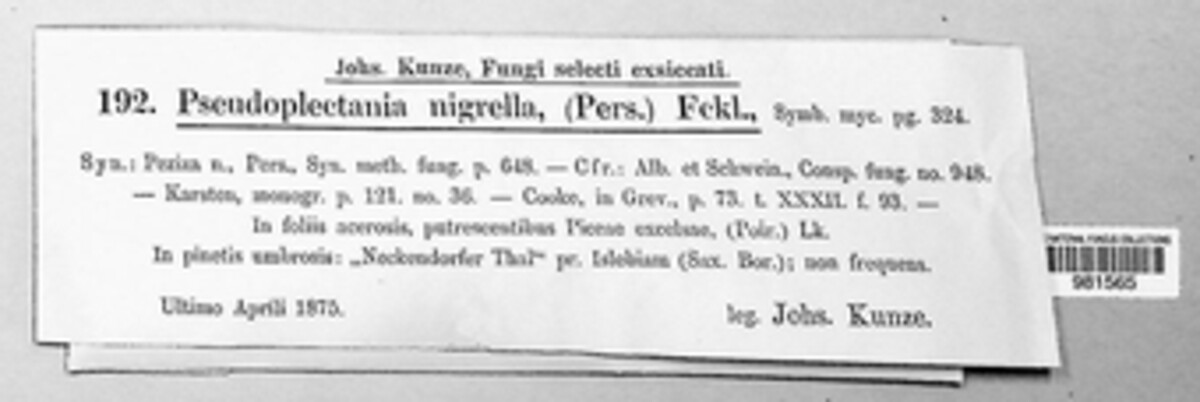 Johs. Kunze, Fungi selecti exsiccati.
192. Pseudoplectania nigrella, (Pers.) Fckl., Symb. myc. pg. 324.
Syn.: Peziza n., Pers., Syn. meth. fung. p. 648. — Cfr.: Alb. et Schwein., Consp. fung. no. 948.
— Karsten, monogr. p. 121. no. 36. — Cooke, in Grev., p. 73. t. XXXII. f. 93. —
In foliis acerosis, putrescentibus Piceae excelsae, (Poir.) Lk.
In pinetis umbrosis: „Neckendorfer Thal“ pr. Islebiam (Sax. Bor.); non frequens.
Ultimo Aprili 1875.
leg. Johs. Kunze.
NATIONAL FUNGUS COLLECTIONS
981565